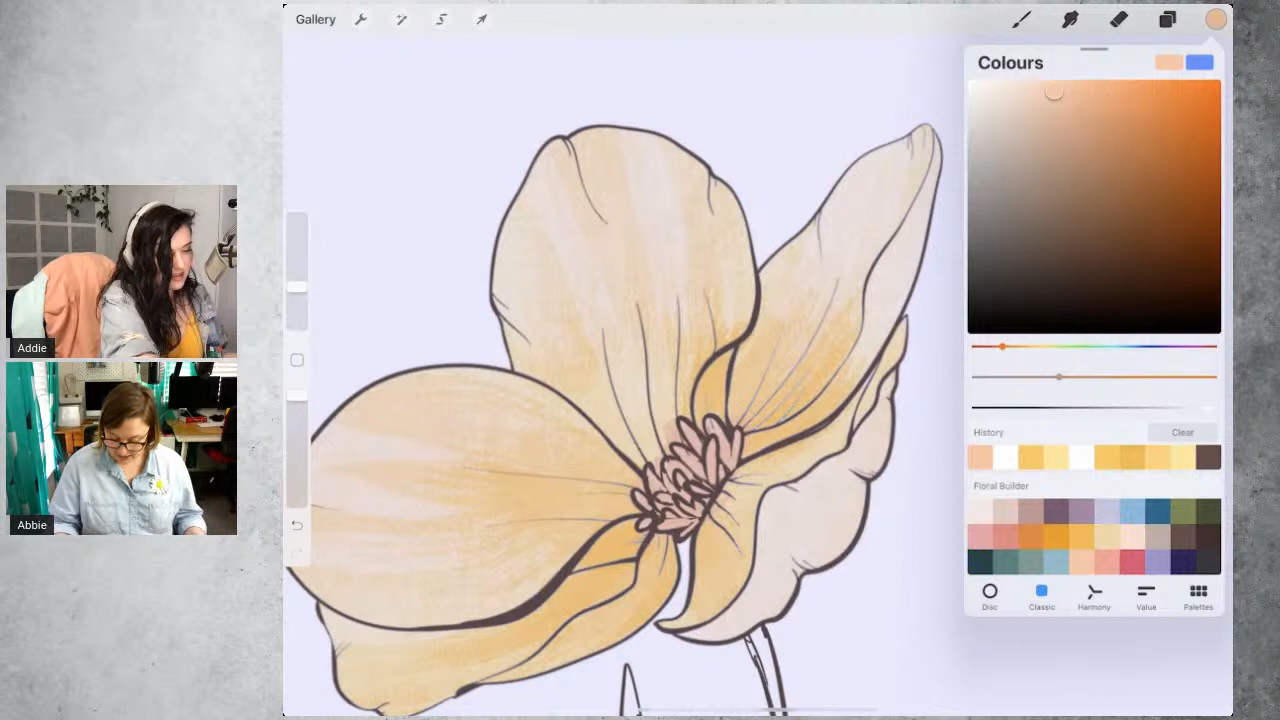 Gallery
Colours
History
Clear
Floral Builder
Disc
Classic
Harmony
Value
Palettes
Addie
Abbie